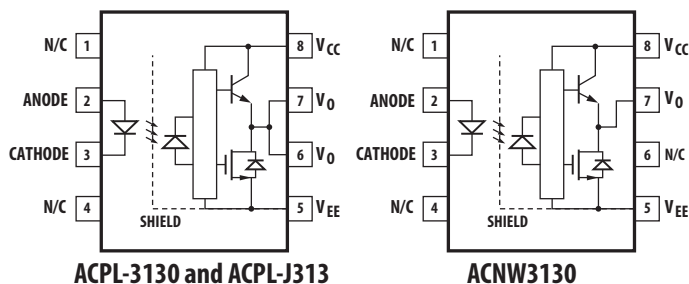 N/C 1
8 VCC
ANODE 2
7 VO
CATHODE 3
6 VO
N/C 4
5 VEE
SHIELD
ACPL-3130 and ACPL-J313
N/C 1
8 VCC
ANODE 2
7 VO
CATHODE 3
6 N/C
N/C 4
5 VEE
SHIELD
ACNW3130